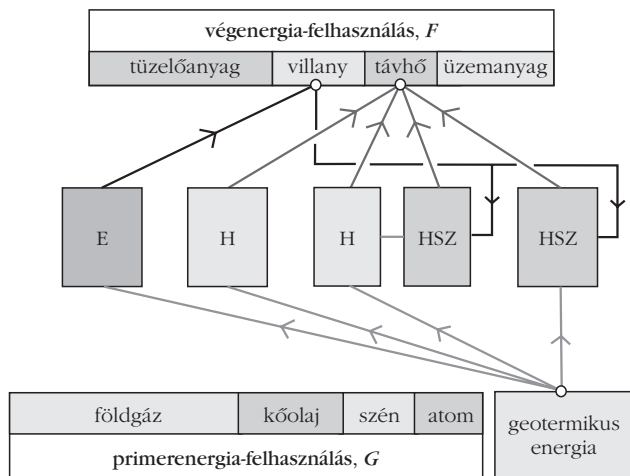 végenergia-felhasználás, F
tüzelőanyag villany távhő üzemanyag
E H H HSZ HSZ
földgáz kőolaj szén atom
primerenergia-felhasználás, G
geotermikus
energia